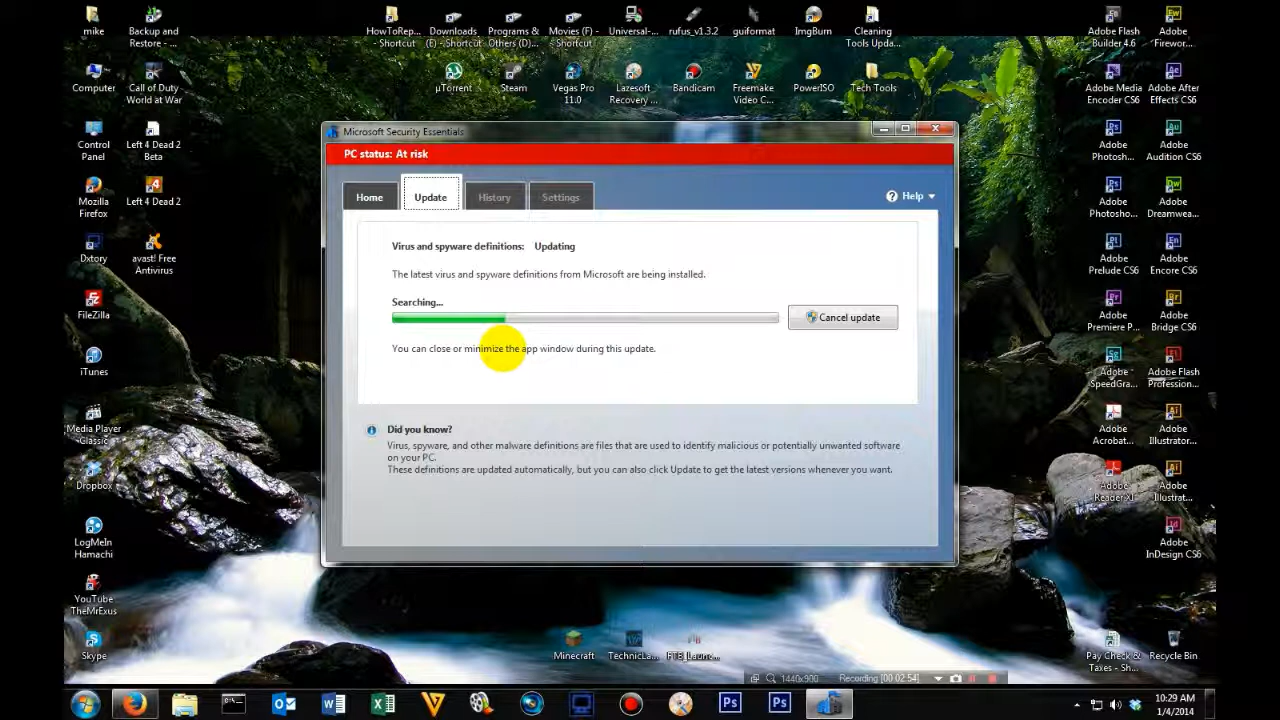 mike
Backup and
Restore - ...
HowToRep...
- Shortcut
Downloads
(E) - Shortcut
Programs &
Others (D)...
Movies (F) -
Shortcut
Universal-...
rufus_v1.3.2
guiformat
ImgBurn
Cleaning
Tools Upda...
Adobe Flash
Builder 4.6
Adobe
Firewor...
Computer
Call of Duty
World at War
µTorrent
Steam
Vegas Pro
11.0
Lazesoft
Recovery ...
Bandicam
Freemake
Video C...
PowerISO
Tech Tools
Adobe Media
Encoder CS6
Adobe After
Effects CS6
Control
Panel
Left 4 Dead 2
Beta
Adobe
Photosh...
Adobe
Audition CS6
Mozilla
Firefox
Left 4 Dead 2
Adobe
Photosho...
Adobe
Dreamwea...
Dxtory
avast! Free
Antivirus
Adobe
Prelude CS6
Adobe
Encore CS6
FileZilla
Adobe
Premiere P...
Adobe
Bridge CS6
iTunes
Adobe
SpeedGra...
Adobe Flash
Profession...
Media Player
Classic
Adobe
Acrobat...
Adobe
Illustrator...
Dropbox
Adobe
Reader XI
Adobe
Illustrat...
LogMeIn
Hamachi
Adobe
InDesign CS6
YouTube
TheMrExus
Skype
Minecraft
TechnicLa...
FTB Launc...
Pay Check &
Taxes - Sh...
Recycle Bin
Microsoft Security Essentials
PC status: At risk
Home
Update
History
Settings
Help
Virus and spyware definitions: Updating
The latest virus and spyware definitions from Microsoft are being installed.
Searching...
Cancel update
You can close or minimize the app window during this update.
Did you know?
Virus, spyware, and other malware definitions are files that are used to identify malicious or potentially unwanted software
on your PC.
These definitions are updated automatically, but you can also click Update to get the latest versions whenever you want.
1440x900
Recording [00:02:54]
10:29 AM
1/4/2014